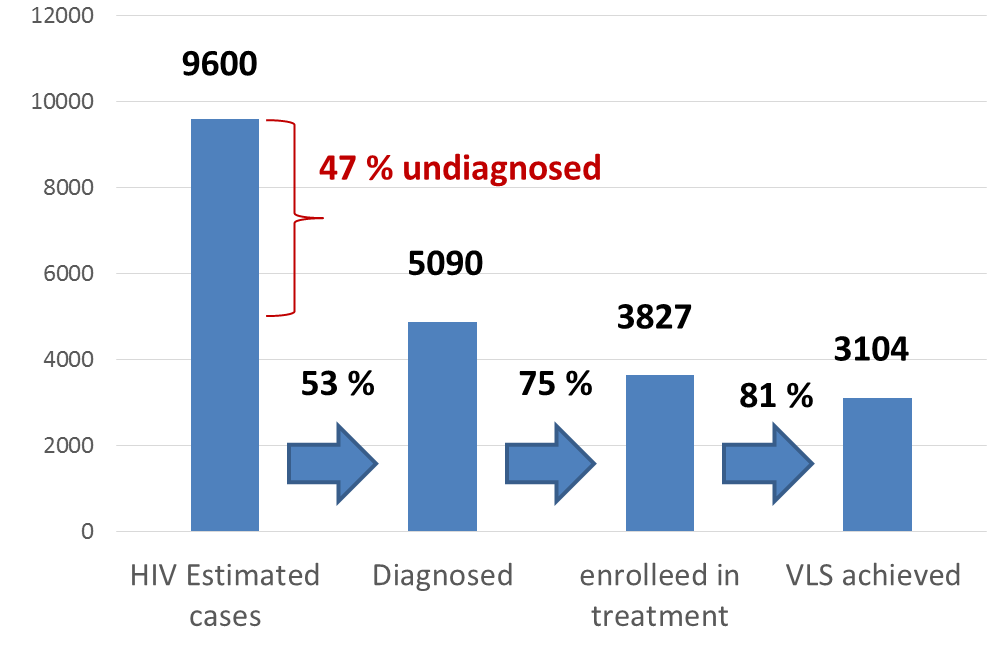 12000
10000
8000
6000
4000
2000
0
9600
47 % undiagnosed
5090
3827
3104
53 %
75 %
81 %
HIV Estimated
cases
Diagnosed
enrolleed in
treatment
VLS achieved